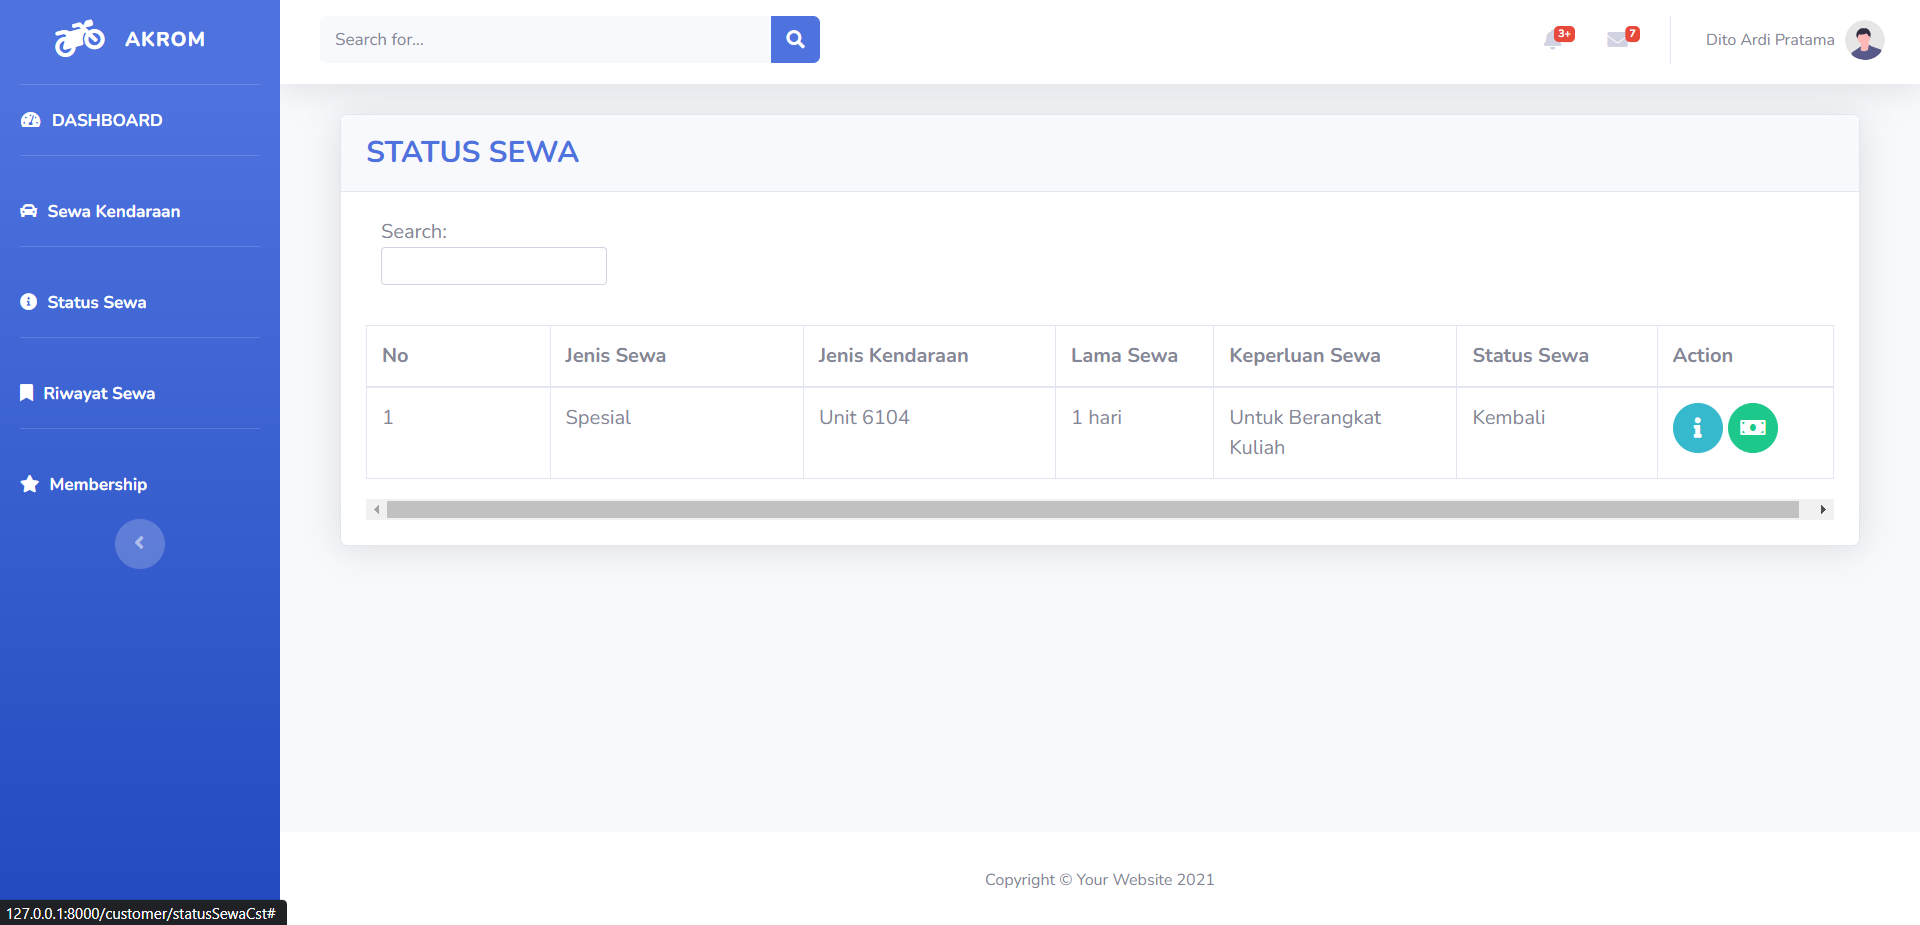 AKROM
Search for...
3+
7
Dito Ardi Pratama
DASHBOARD
Sewa Kendaraan
Status Sewa
Riwayat Sewa
Membership
STATUS SEWA
Search:
No Jenis Sewa Jenis Kendaraan Lama Sewa Keperluan Sewa Status Sewa Action
1 Spesial Unit 6104 1 hari Untuk Berangkat Kembali
Kuliah
Copyright © Your Website 2021
127.0.0.1:8000/customer/statusSewaCst#